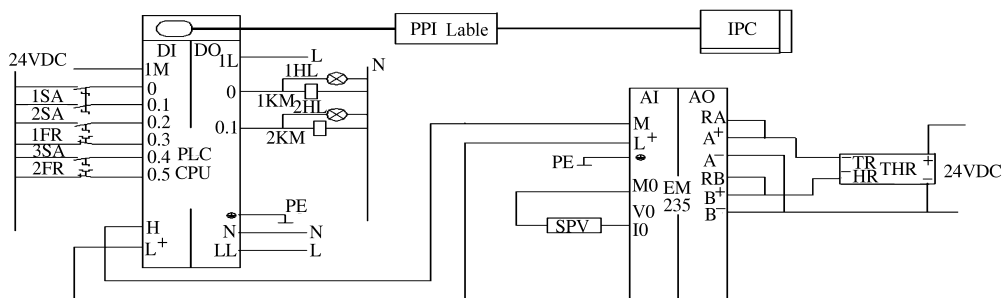 PPI Lable
IPC
DI DO
24VDC
1M
1L
L
N
0
1SA
0.1
2SA
0.2
1FR
0.3
3SA
0.4
2FR
0.5
PLC
CPU
1HL
0
1KM
2HL
0.1
2KM
PE
H
L+
N
N
LL
L
AI AO
M
L+
PE
M0
V0
I0
SPV
EM
235
RA
A+
A−
RB
B+
B−
TR
HR
THR
−
−
+
−
24VDC